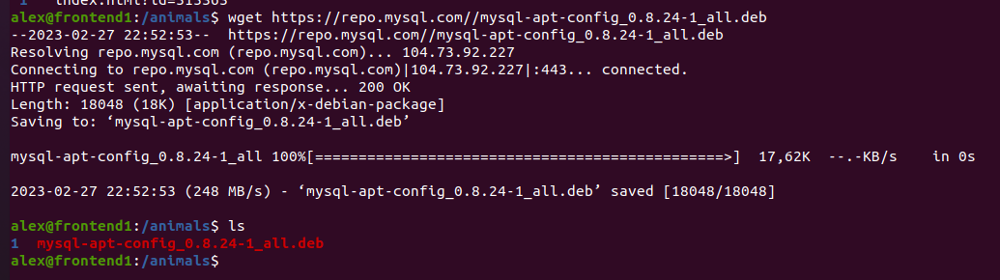 1   index.html?id=315363
alex@frontend1:/animals$ wget https://repo.mysql.com//mysql-apt-config_0.8.24-1_all.deb
--2023-02-27 22:52:53--  https://repo.mysql.com//mysql-apt-config_0.8.24-1_all.deb
Resolving repo.mysql.com (repo.mysql.com)... 104.73.92.227
Connecting to repo.mysql.com (repo.mysql.com)|104.73.92.227|:443... connected.
HTTP request sent, awaiting response... 200 OK
Length: 18048 (18K) [application/x-debian-package]
Saving to: ‘mysql-apt-config_0.8.24-1_all.deb’
mysql-apt-config_0.8.24-1_all 100%[===============================================>]  17,62K  --.-KB/s    in 0s
2023-02-27 22:52:53 (248 MB/s) - ‘mysql-apt-config_0.8.24-1_all.deb’ saved [18048/18048]
alex@frontend1:/animals$ ls
1  mysql-apt-config_0.8.24-1_all.deb
alex@frontend1:/animals$